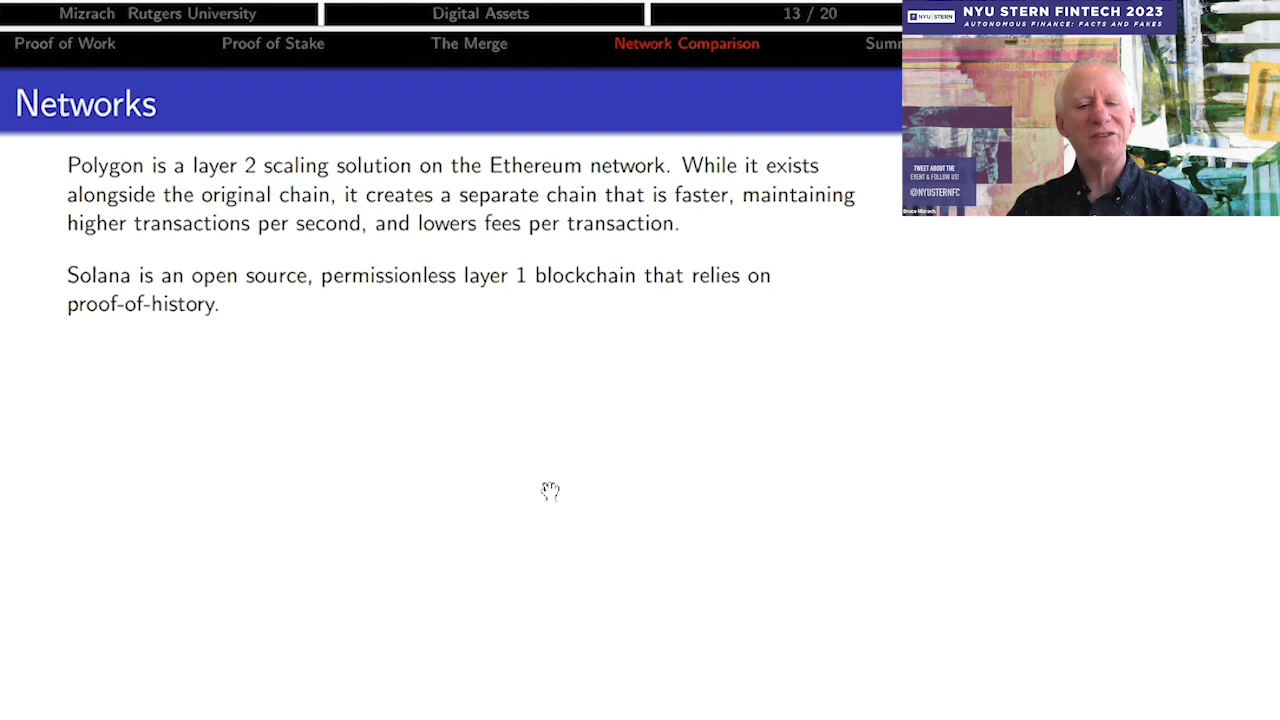 Mizrach Rutgers University
Digital Assets
13 / 20
Proof of Work
Proof of Stake
The Merge
Network Comparison
Summ
Networks
Polygon is a layer 2 scaling solution on the Ethereum network. While it exists
alongside the original chain, it creates a separate chain that is faster, maintaining
higher transactions per second, and lowers fees per transaction.
Solana is an open source, permissionless layer 1 blockchain that relies on
proof-of-history.
NYU STERN
NYU STERN FINTECH 2023
AUTONOMOUS FINANCE: FACTS AND FAKES
TWEET ABOUT THE
EVENT & FOLLOW US!
@NYUSTERNFC
Bruce Mizrach